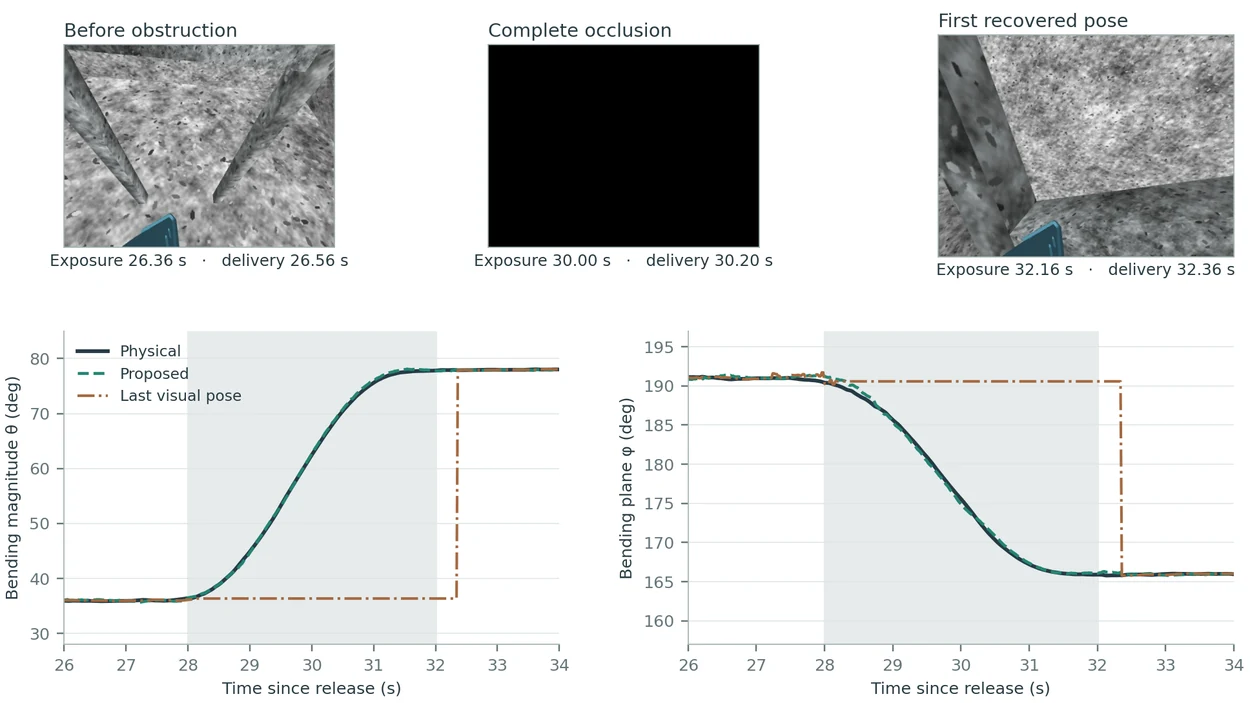 Before obstruction
Complete occlusion
First recovered pose
Exposure 26.36 s · delivery 26.56 s
Exposure 30.00 s · delivery 30.20 s
Exposure 32.16 s · delivery 32.36 s
Bending magnitude θ (deg)
80
70
60
50
40
30
Physical
Proposed
Last visual pose
26 27 28 29 30 31 32 33 34
Time since release (s)
Bending plane φ (deg)
195
190
185
180
175
170
165
160
26 27 28 29 30 31 32 33 34
Time since release (s)